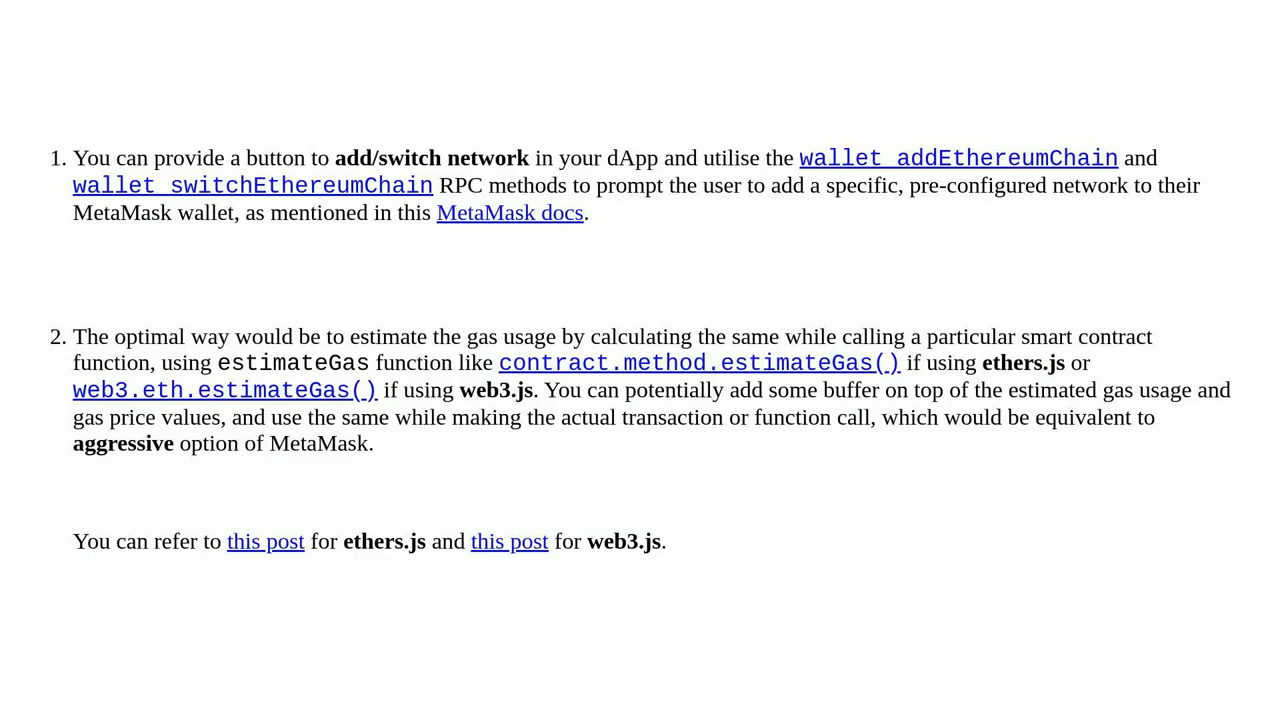 1. You can provide a button to add/switch network in your dApp and utilise the wallet_addEthereumChain and
wallet_switchEthereumChain RPC methods to prompt the user to add a specific, pre-configured network to their
MetaMask wallet, as mentioned in this MetaMask docs.
2. The optimal way would be to estimate the gas usage by calculating the same while calling a particular smart contract
function, using estimateGas function like contract.method.estimateGas() if using ethers.js or
web3.eth.estimateGas() if using web3.js. You can potentially add some buffer on top of the estimated gas usage and
gas price values, and use the same while making the actual transaction or function call, which would be equivalent to
aggressive option of MetaMask.
You can refer to this post for ethers.js and this post for web3.js.